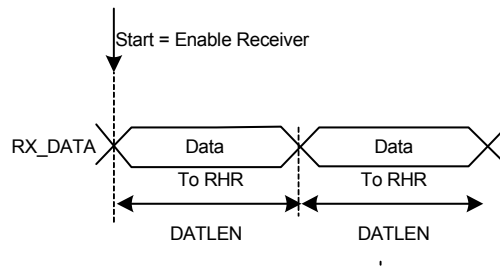 Start = Enable Receiver
RX_DATA Data Data
To RHR To RHR
DATLEN DATLEN